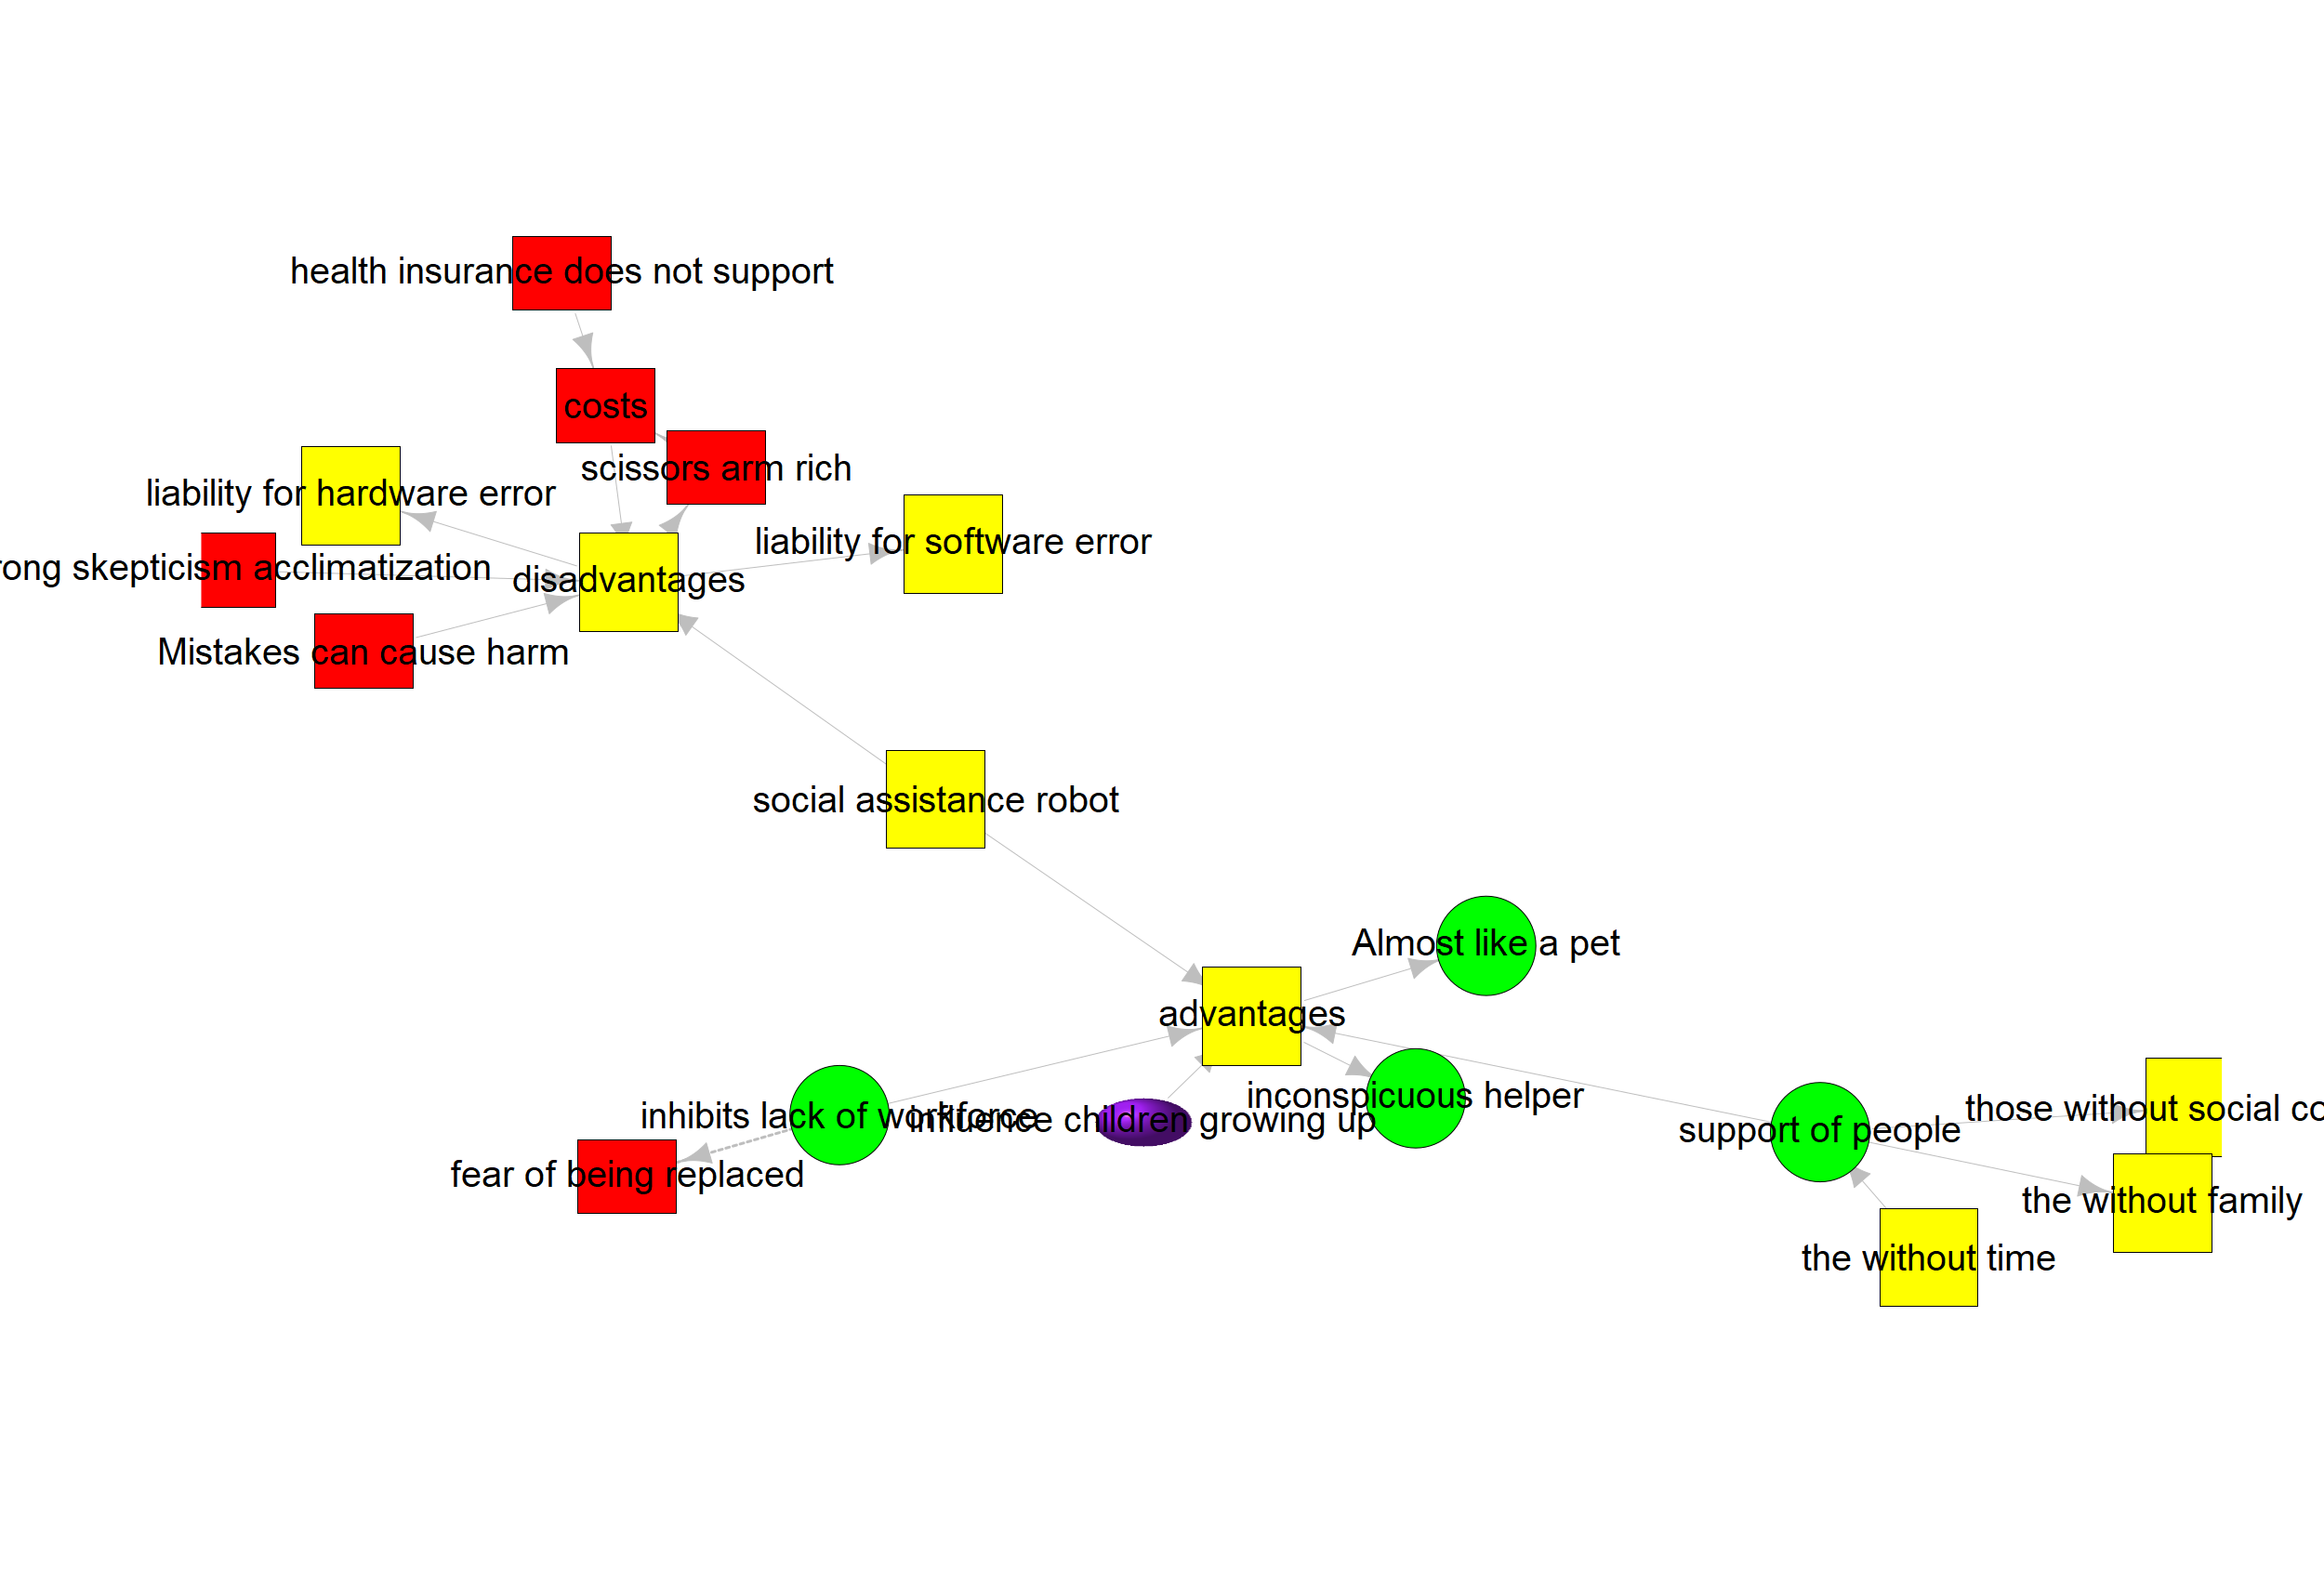 health insurance does not support
costs
scissors arm rich
liability for hardware error
liability for software error
rong skepticism acclimatization
disadvantages
Mistakes can cause harm
social assistance robot
Almost like a pet
advantages
inconspicuous helper
inhibits lack of workforce
influence children growing up
those without social co
support of people
fear of being replaced
the without family
the without time